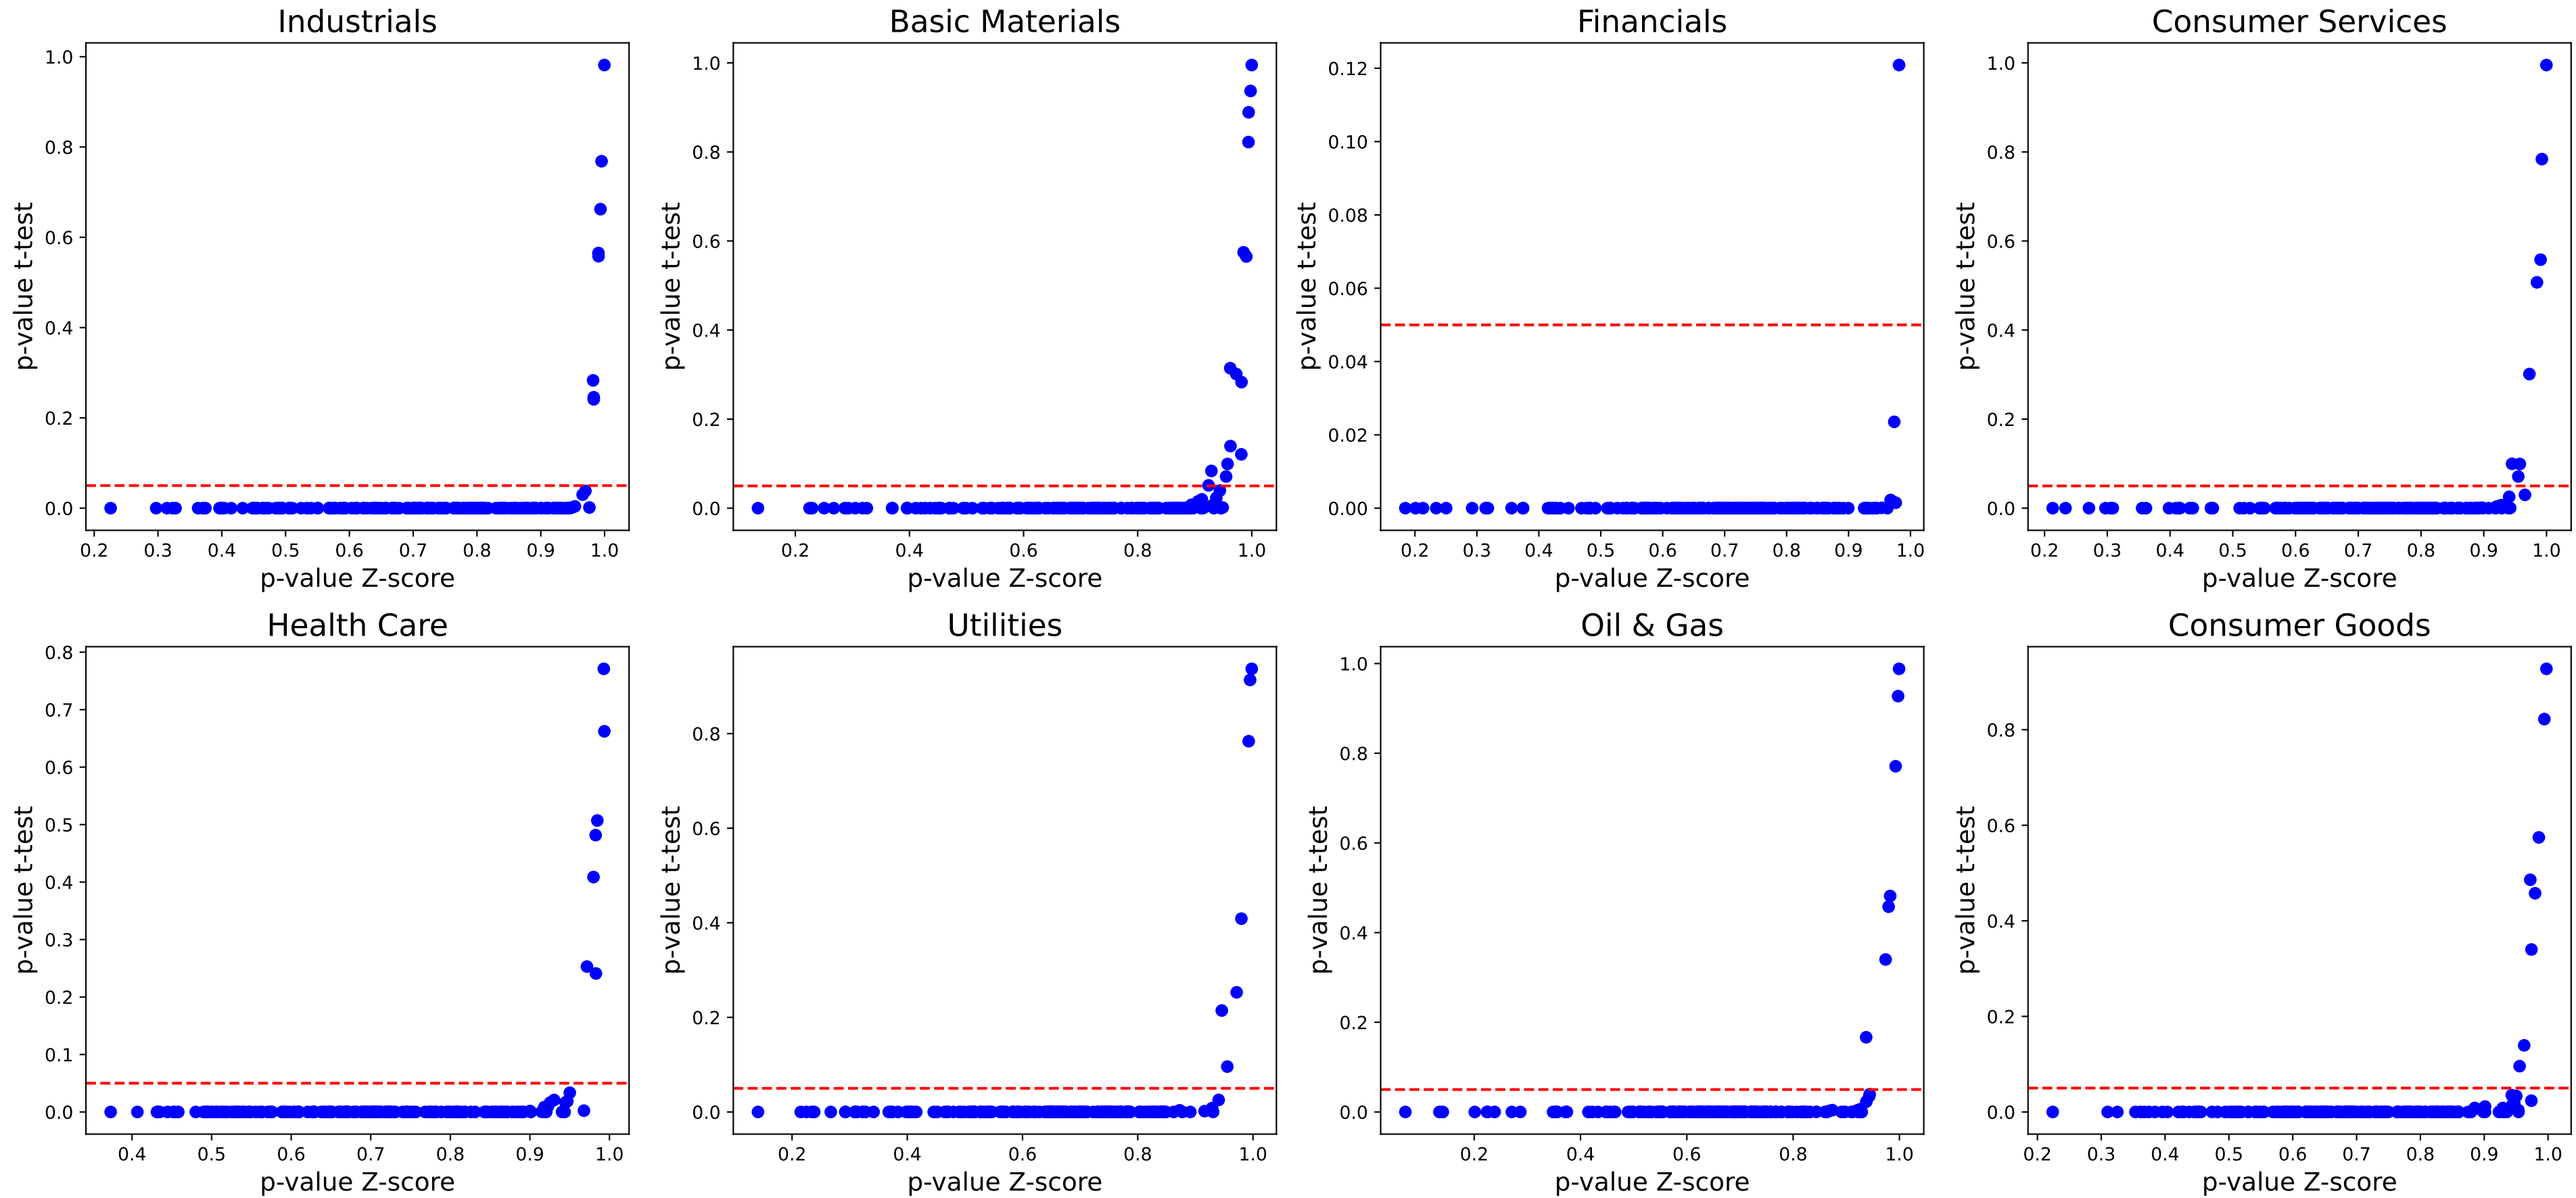 Industrials
p-value t-test
1.0
0.8
0.6
0.4
0.2
0.0
0.2 0.3 0.4 0.5 0.6 0.7 0.8 0.9 1.0
p-value Z-score
Basic Materials
p-value t-test
1.0
0.8
0.6
0.4
0.2
0.0
0.2 0.4 0.6 0.8 1.0
p-value Z-score
Financials
p-value t-test
0.12
0.10
0.08
0.06
0.04
0.02
0.00
0.2 0.3 0.4 0.5 0.6 0.7 0.8 0.9 1.0
p-value Z-score
Consumer Services
p-value t-test
1.0
0.8
0.6
0.4
0.2
0.0
0.2 0.3 0.4 0.5 0.6 0.7 0.8 0.9 1.0
p-value Z-score
Health Care
p-value t-test
0.8
0.7
0.6
0.5
0.4
0.3
0.2
0.1
0.0
0.4 0.5 0.6 0.7 0.8 0.9 1.0
p-value Z-score
Utilities
p-value t-test
0.8
0.6
0.4
0.2
0.0
0.2 0.4 0.6 0.8 1.0
p-value Z-score
Oil & Gas
p-value t-test
1.0
0.8
0.6
0.4
0.2
0.0
0.2 0.4 0.6 0.8 1.0
p-value Z-score
Consumer Goods
p-value t-test
0.8
0.6
0.4
0.2
0.0
0.2 0.3 0.4 0.5 0.6 0.7 0.8 0.9 1.0
p-value Z-score